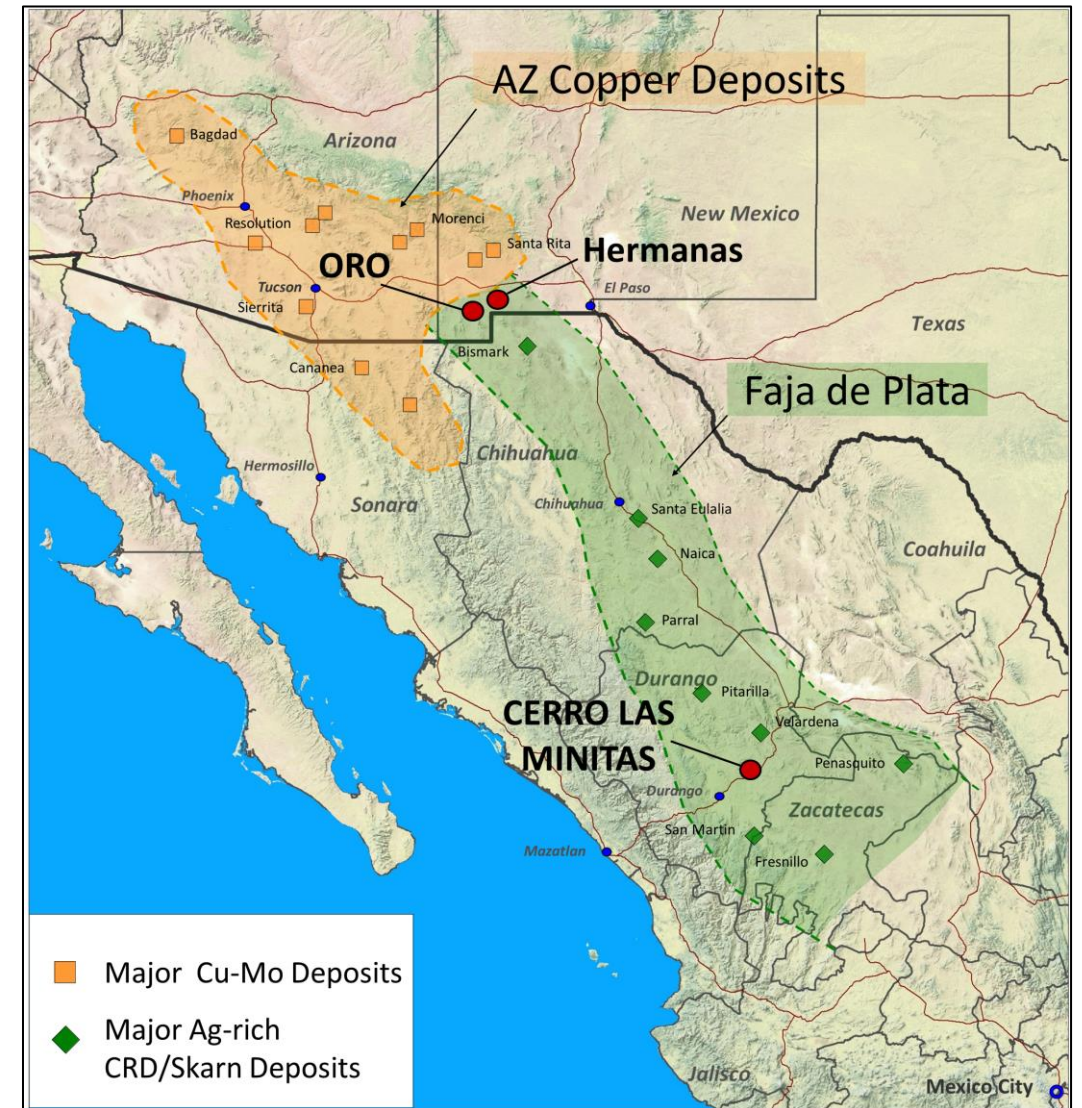 AZ Copper Deposits
Bagdad
Arizona
Phoenix
New Mexico
Resolution
Morenci
Santa Rita
Hermanas
ORO
Tucson
El Paso
Sierrita
Texas
Bismark
Cananea
Faja de Plata
Chihuahua
Hermosillo
Sonara
Chihuahua
Santa Eulalia
Naica
Coahuila
Parral
Durango
Pitarilla
CERRO LAS
MINITAS
Velardena
Penasquito
Durango
Zacatecas
San Martin
Mazatlan
Fresnillo
Major Cu-Mo Deposits
Major Ag-rich
CRD/Skarn Deposits
Jalisco
Mexico City